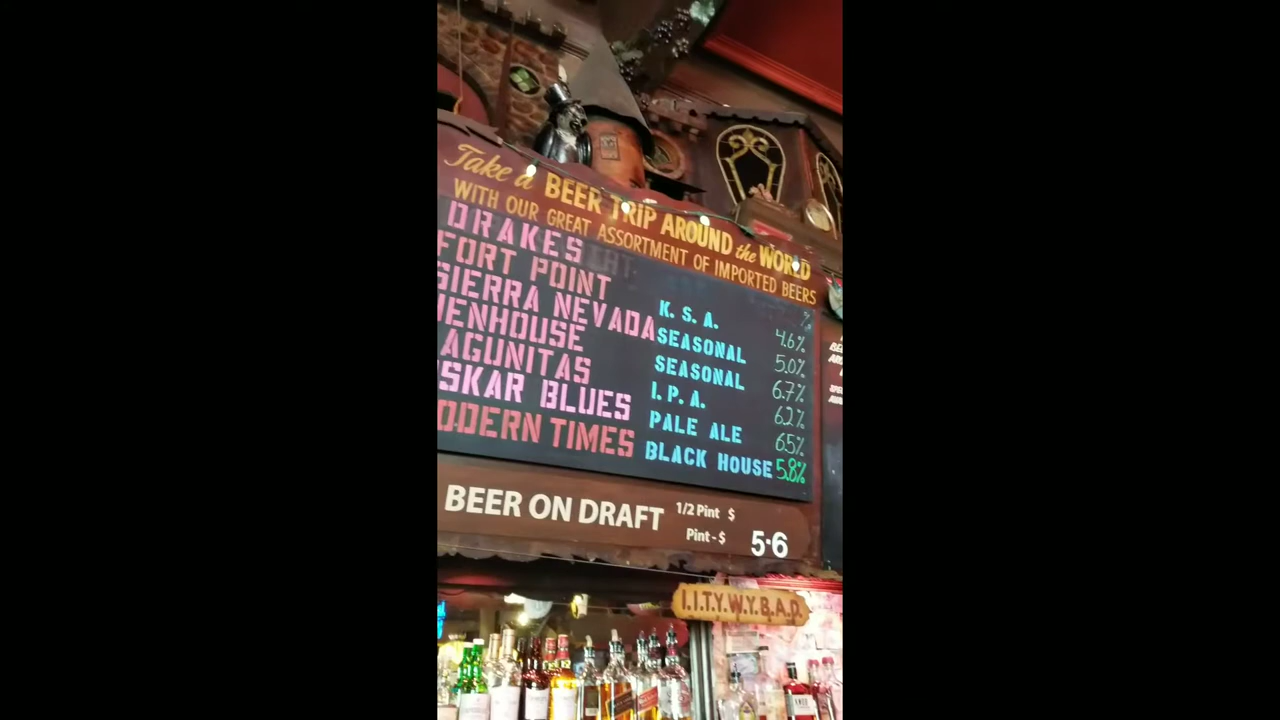 Take a BEER TRIP AROUND the WORLD
WITH OUR GREAT ASSORTMENT OF IMPORTED BEERS
DRAKES
FORT POINT K. S. A. 4.6%
SIERRA NEVADA SEASONAL 5.0%
ENHOUSE SEASONAL 6.7%
AGUNITAS I. P. A. 6.2%
SKAR BLUES PALE ALE 6.5%
ODERN TIMES BLACK HOUSE 5.8%
BEER ON DRAFT 1/2 Pint $
Pint - $ 5·6
I.I.T.Y.W.Y.B.A.D.